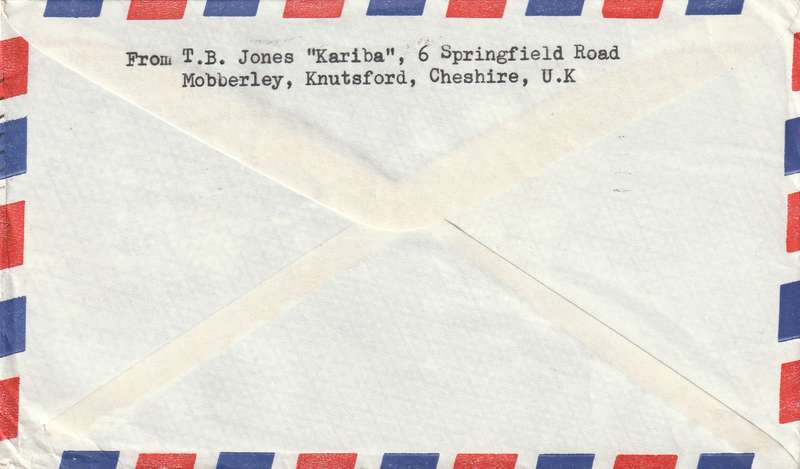 From T.B. Jones "Kariba", 6 Springfield Road
Mobberley, Knutsford, Cheshire, U.K